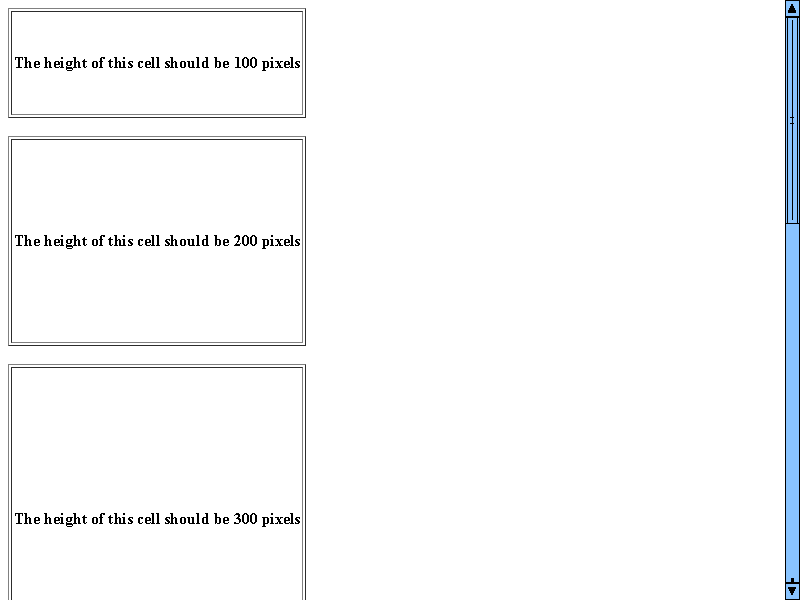 The height of this cell should be 100 pixels
The height of this cell should be 200 pixels
The height of this cell should be 300 pixels